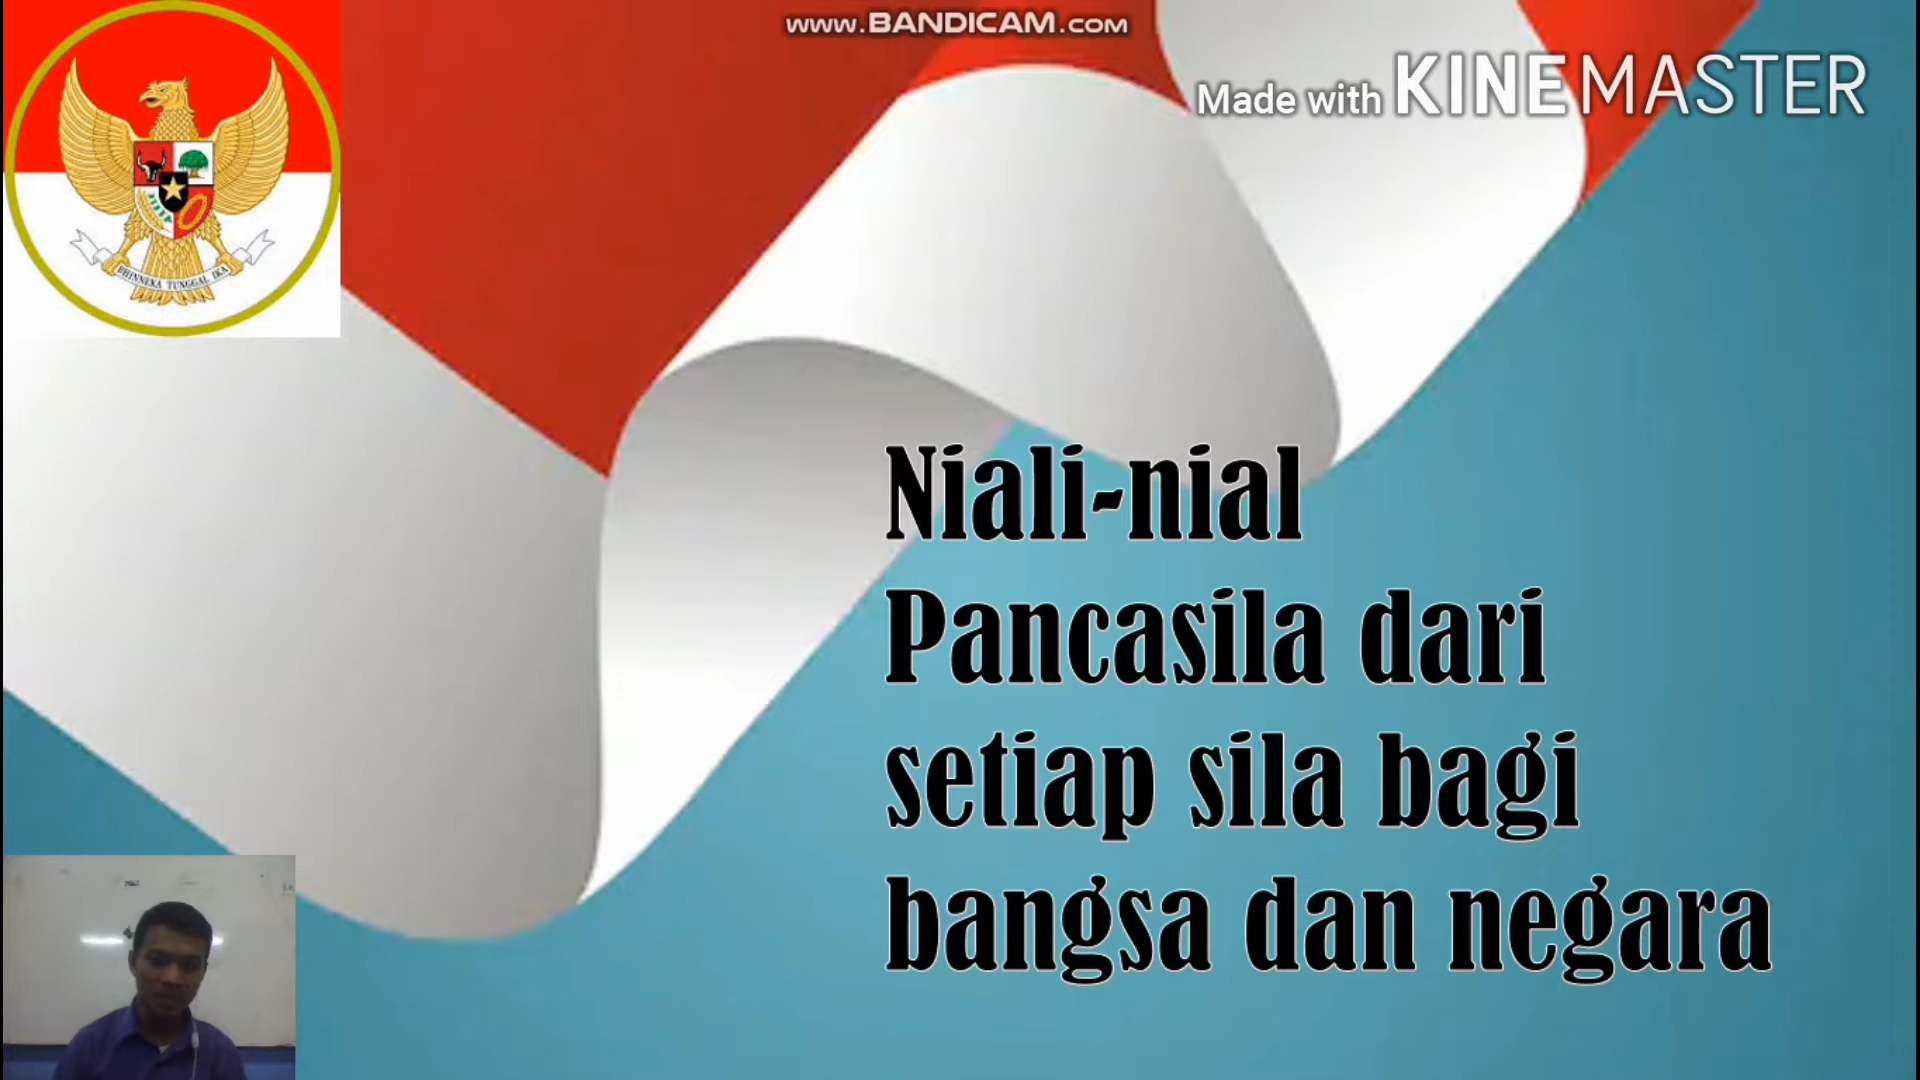 www.BANDICAM.com
Made with KINEMASTER
BHINNEKA TUNGGAL IKA
Niali-nial
Pancasila dari
setiap sila bagi
bangsa dan negara